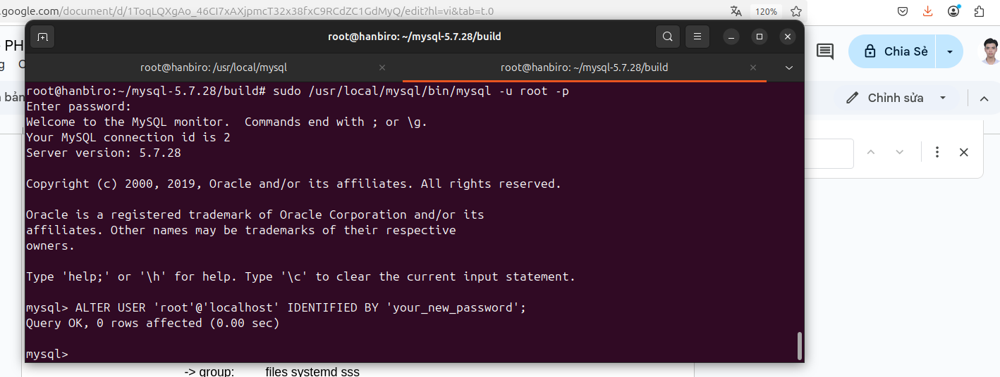 .google.com/document/d/1ToqLQXgAo_46CI7xAXjpmcT32x38fxC9RCdZC1GdMyQ/edit?hl=vi&tab=t.0
120%
root@hanbiro: ~/mysql-5.7.28/build
root@hanbiro: /usr/local/mysql
root@hanbiro: ~/mysql-5.7.28/build
PH
Chia Sẻ
Chỉnh sửa
root@hanbiro:~/mysql-5.7.28/build# sudo /usr/local/mysql/bin/mysql -u root -p
Enter password:
Welcome to the MySQL monitor.  Commands end with ; or \g.
Your MySQL connection id is 2
Server version: 5.7.28
Copyright (c) 2000, 2019, Oracle and/or its affiliates. All rights reserved.
Oracle is a registered trademark of Oracle Corporation and/or its
affiliates. Other names may be trademarks of their respective
owners.
Type 'help;' or '\h' for help. Type '\c' to clear the current input statement.
mysql> ALTER USER 'root'@'localhost' IDENTIFIED BY 'your_new_password';
Query OK, 0 rows affected (0.00 sec)
mysql>
-> group: files systemd sss